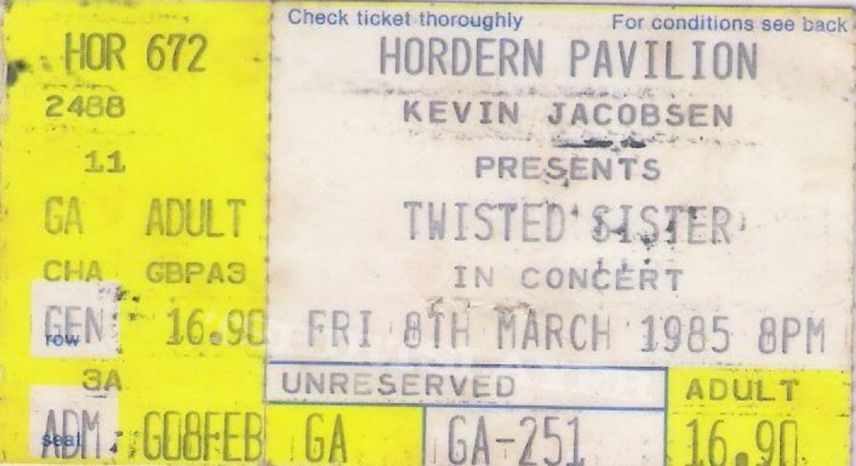 Check ticket thoroughly For conditions see back
HOR 672
HORDERN PAVILION
2488
KEVIN JACOBSEN
11
PRESENTS
GA ADULT
TWISTED SISTER
CHA GBPA3
IN CONCERT
GEN 16.90
row
FRI 8TH MARCH 1985 8PM
3A
UNRESERVED
ADULT
ADM G08FEB
seat
GA
GA-251
16.90